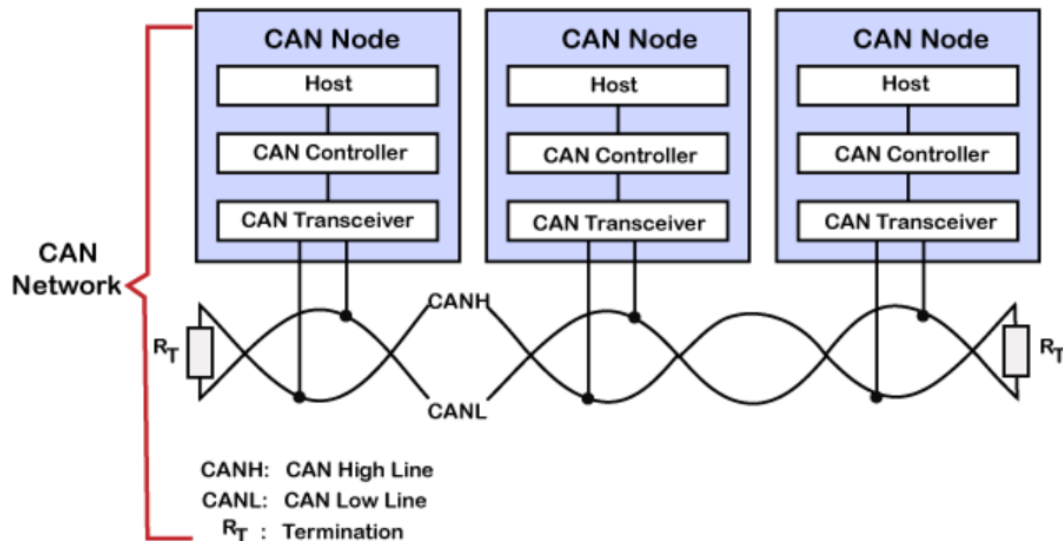 CAN Node
CAN Node
CAN Node
Host
Host
Host
CAN Controller
CAN Controller
CAN Controller
CAN Transceiver
CAN Transceiver
CAN Transceiver
CAN
Network
CANH
RT
RT
CANL
CANH: CAN High Line
CANL: CAN Low Line
RT : Termination